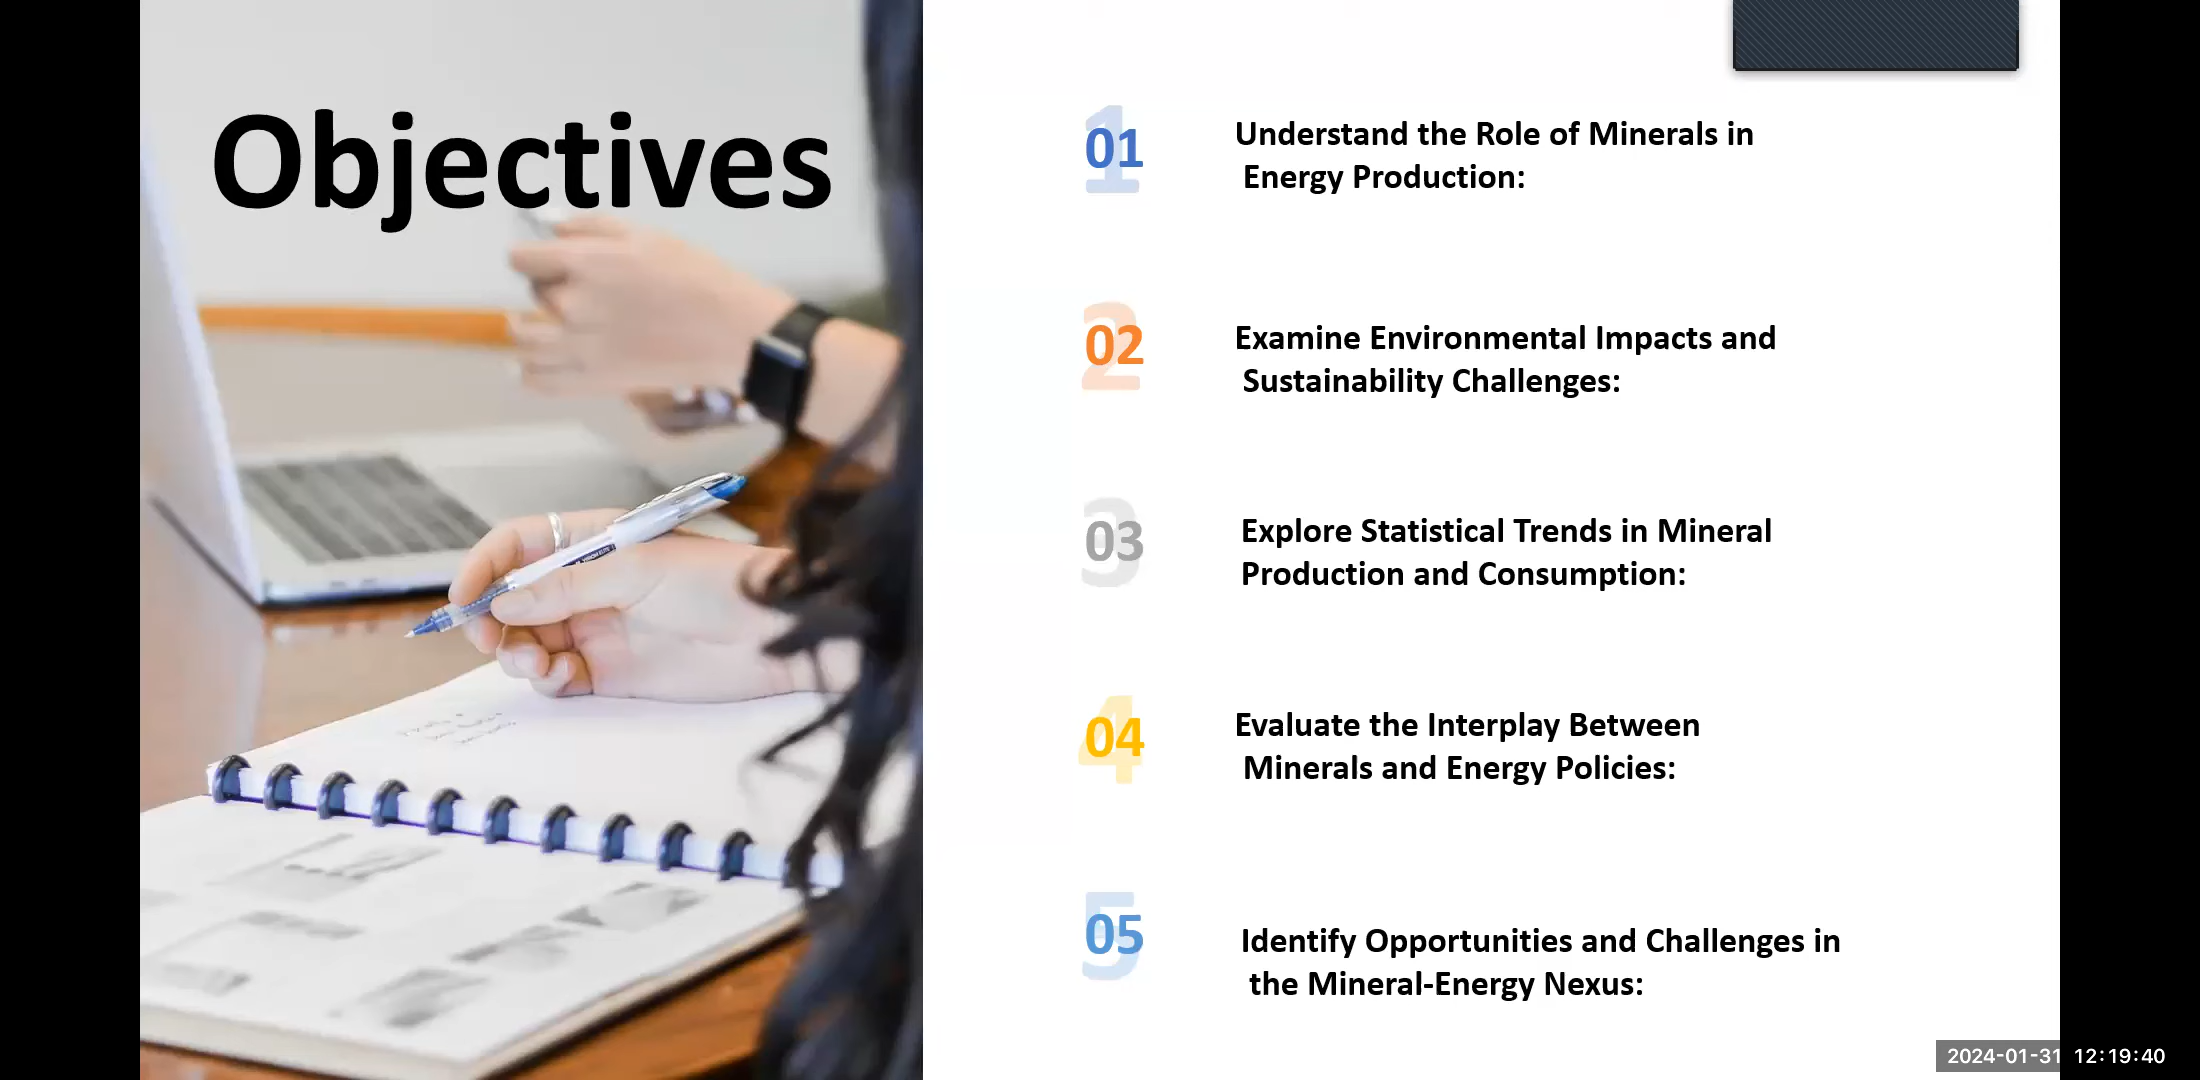 Objectives
01
Understand the Role of Minerals in
Energy Production:
02
Examine Environmental Impacts and
Sustainability Challenges:
03
Explore Statistical Trends in Mineral
Production and Consumption:
04
Evaluate the Interplay Between
Minerals and Energy Policies:
05
Identify Opportunities and Challenges in
the Mineral-Energy Nexus:
2024-01-31 12:19:40